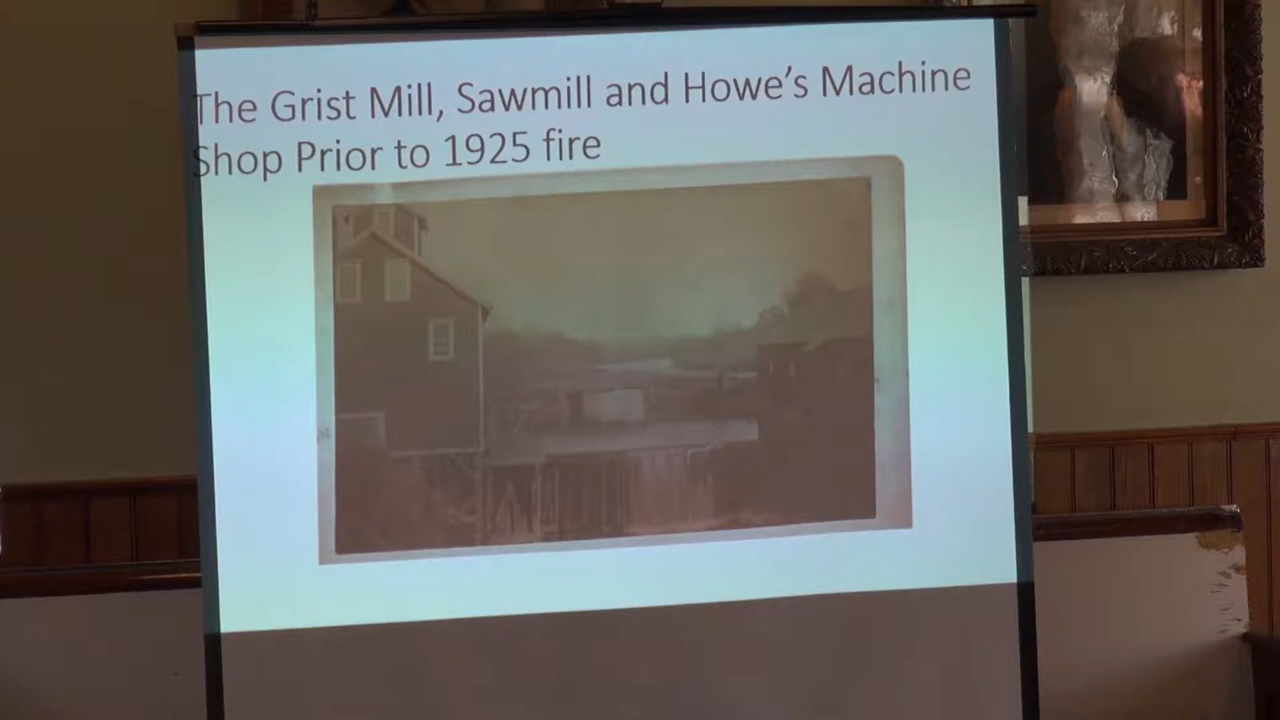 The Grist Mill, Sawmill and Howe's Machine
Shop Prior to 1925 fire